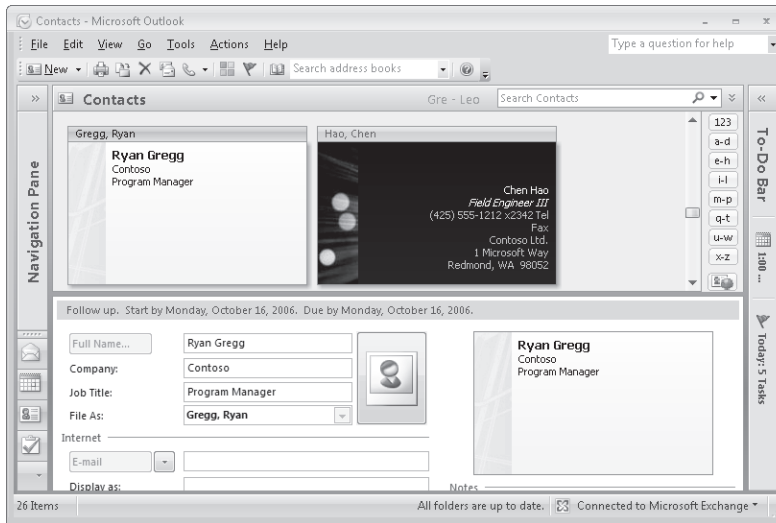 Contacts - Microsoft Outlook
File Edit View Go Tools Actions Help
Type a question for help
New
Search address books
Contacts
Gre - Leo
Search Contacts
Navigation Pane
Gregg, Ryan
Ryan Gregg
Contoso
Program Manager
Hao, Chen
Chen Hao
Field Engineer III
(425) 555-1212 x2342 Tel
Fax
Contoso Ltd.
1 Microsoft Way
Redmond, WA 98052
123
a-d
e-h
i-l
m-p
q-t
u-w
x-z
To-Do Bar
1:00 ...
Today: 5 Tasks
Follow up. Start by Monday, October 16, 2006. Due by Monday, October 16, 2006.
Full Name... Ryan Gregg
Company: Contoso
Job Title: Program Manager
File As: Gregg, Ryan
Internet
E-mail
Display as:
Ryan Gregg
Contoso
Program Manager
Notes
26 Items
All folders are up to date.
Connected to Microsoft Exchange